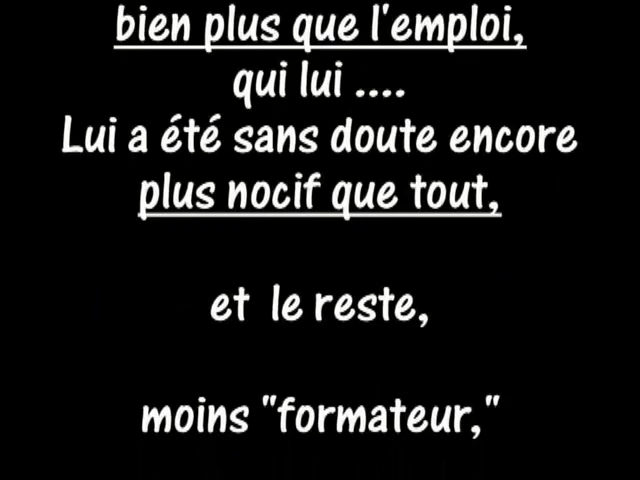 bien plus que l'emploi,
qui lui ....
Lui a été sans doute encore
plus nocif que tout,
et le reste,
moins "formateur,"